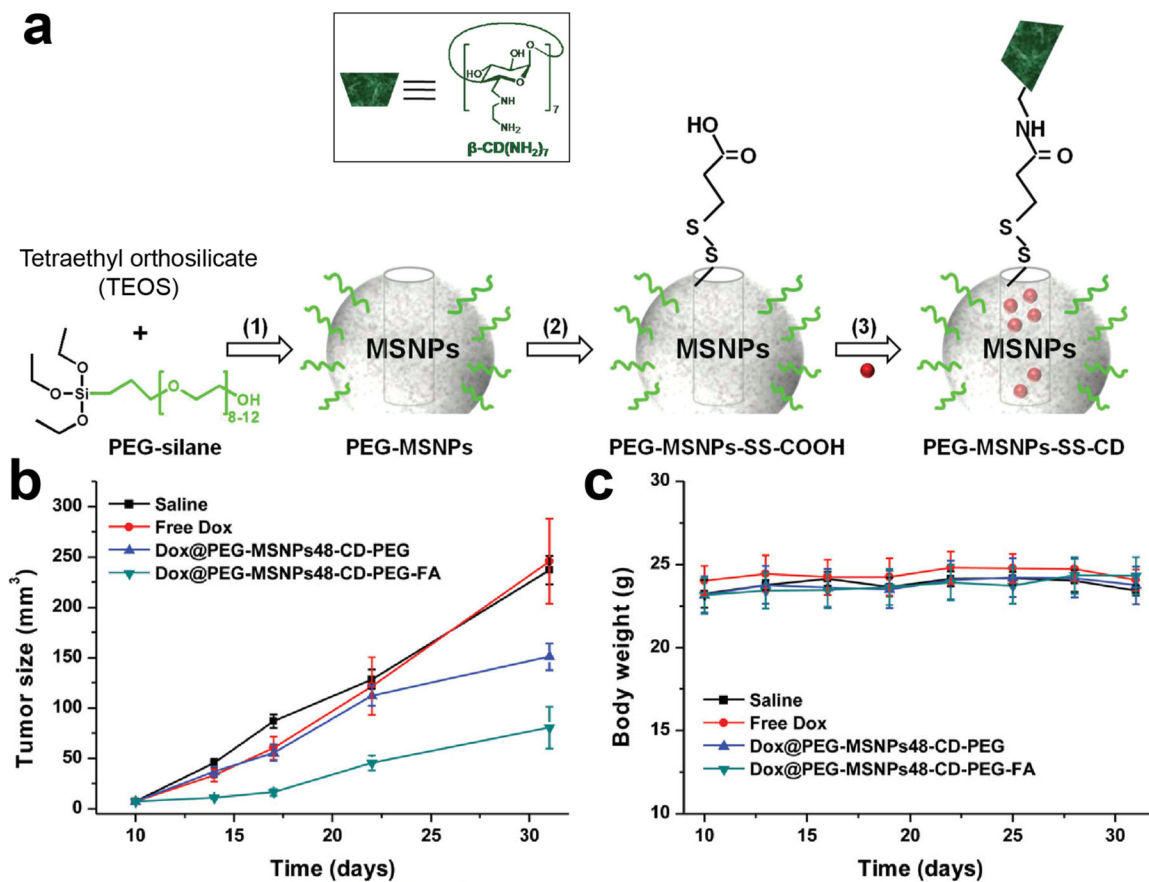 a
HO
OH
O
O
HO
O
NH
NH₂
7
β-CD(NH₂)₇
HO
O
S
S
NH
O
S
S
Tetraethyl orthosilicate
(TEOS)
+
(1)
(2)
(3)
MSNPs
MSNPs
MSNPs
O
O
Si
O
O
OH
8-12
PEG-silane
PEG-MSNPs
PEG-MSNPs-SS-COOH
PEG-MSNPs-SS-CD
b
Tumor size (mm³)
300
250
200
150
100
50
0
Saline
Free Dox
Dox@PEG-MSNPs48-CD-PEG
Dox@PEG-MSNPs48-CD-PEG-FA
10 15 20 25 30
Time (days)
c
Body weight (g)
30
25
20
15
10
Saline
Free Dox
Dox@PEG-MSNPs48-CD-PEG
Dox@PEG-MSNPs48-CD-PEG-FA
10 15 20 25 30
Time (days)